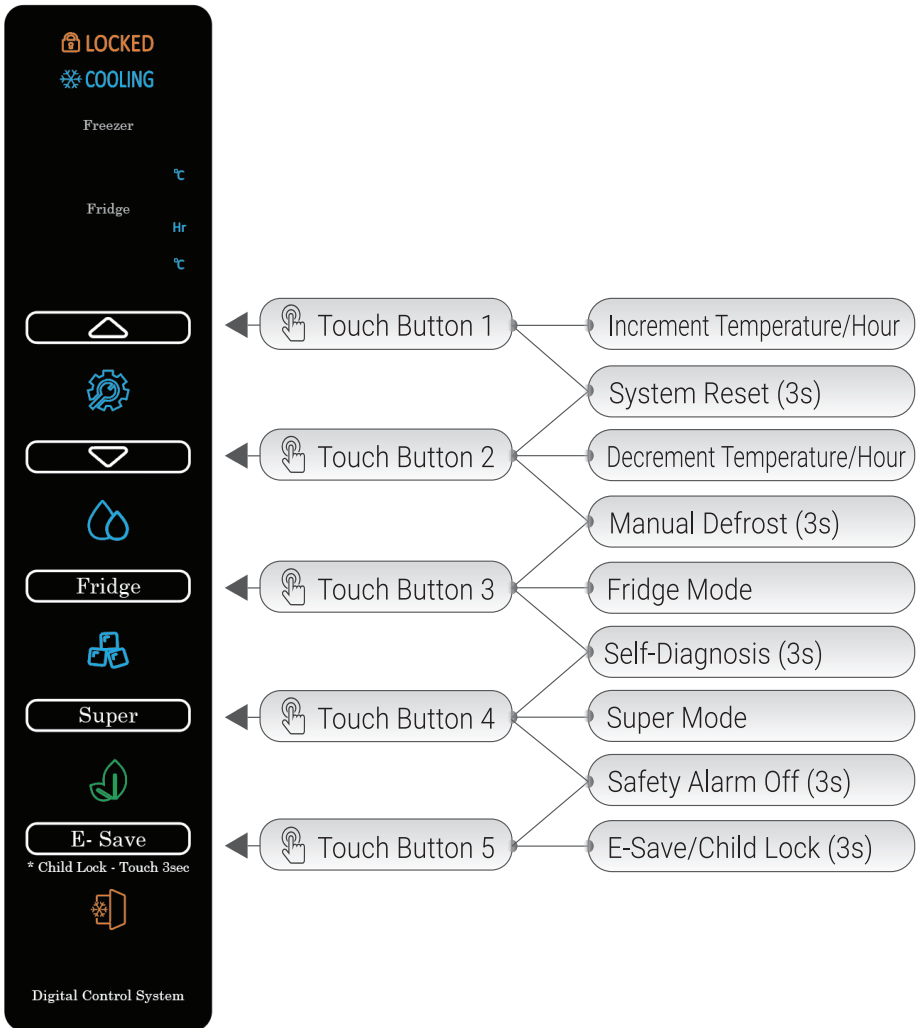 LOCKED
COOLING
Freezer
℃
Fridge
Hr
℃
Touch Button 1
Increment Temperature/Hour
System Reset (3s)
Touch Button 2
Decrement Temperature/Hour
Manual Defrost (3s)
Fridge
Touch Button 3
Fridge Mode
Self-Diagnosis (3s)
Super
Touch Button 4
Super Mode
Safety Alarm Off (3s)
E- Save
Touch Button 5
E-Save/Child Lock (3s)
* Child Lock - Touch 3sec
Digital Control System